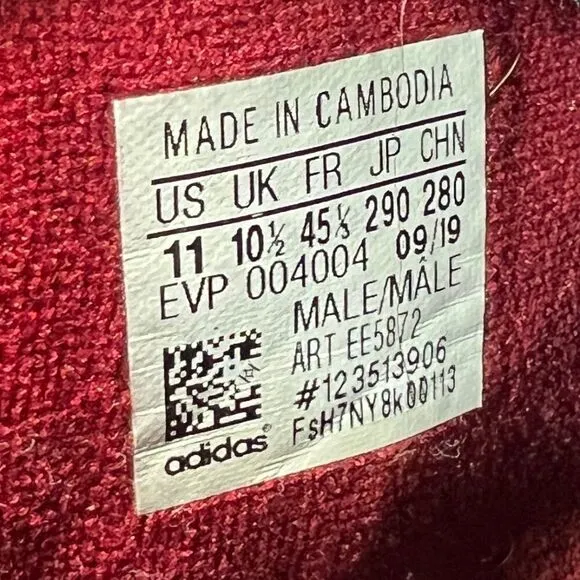 MADE IN CAMBODIA
US UK FR JP CHN
11 10½ 45⅓ 290 280
EVP 004004 09/19
MALE/MÂLE
ART EE5872
#123513906
FsH7NY8k00113
adidas®